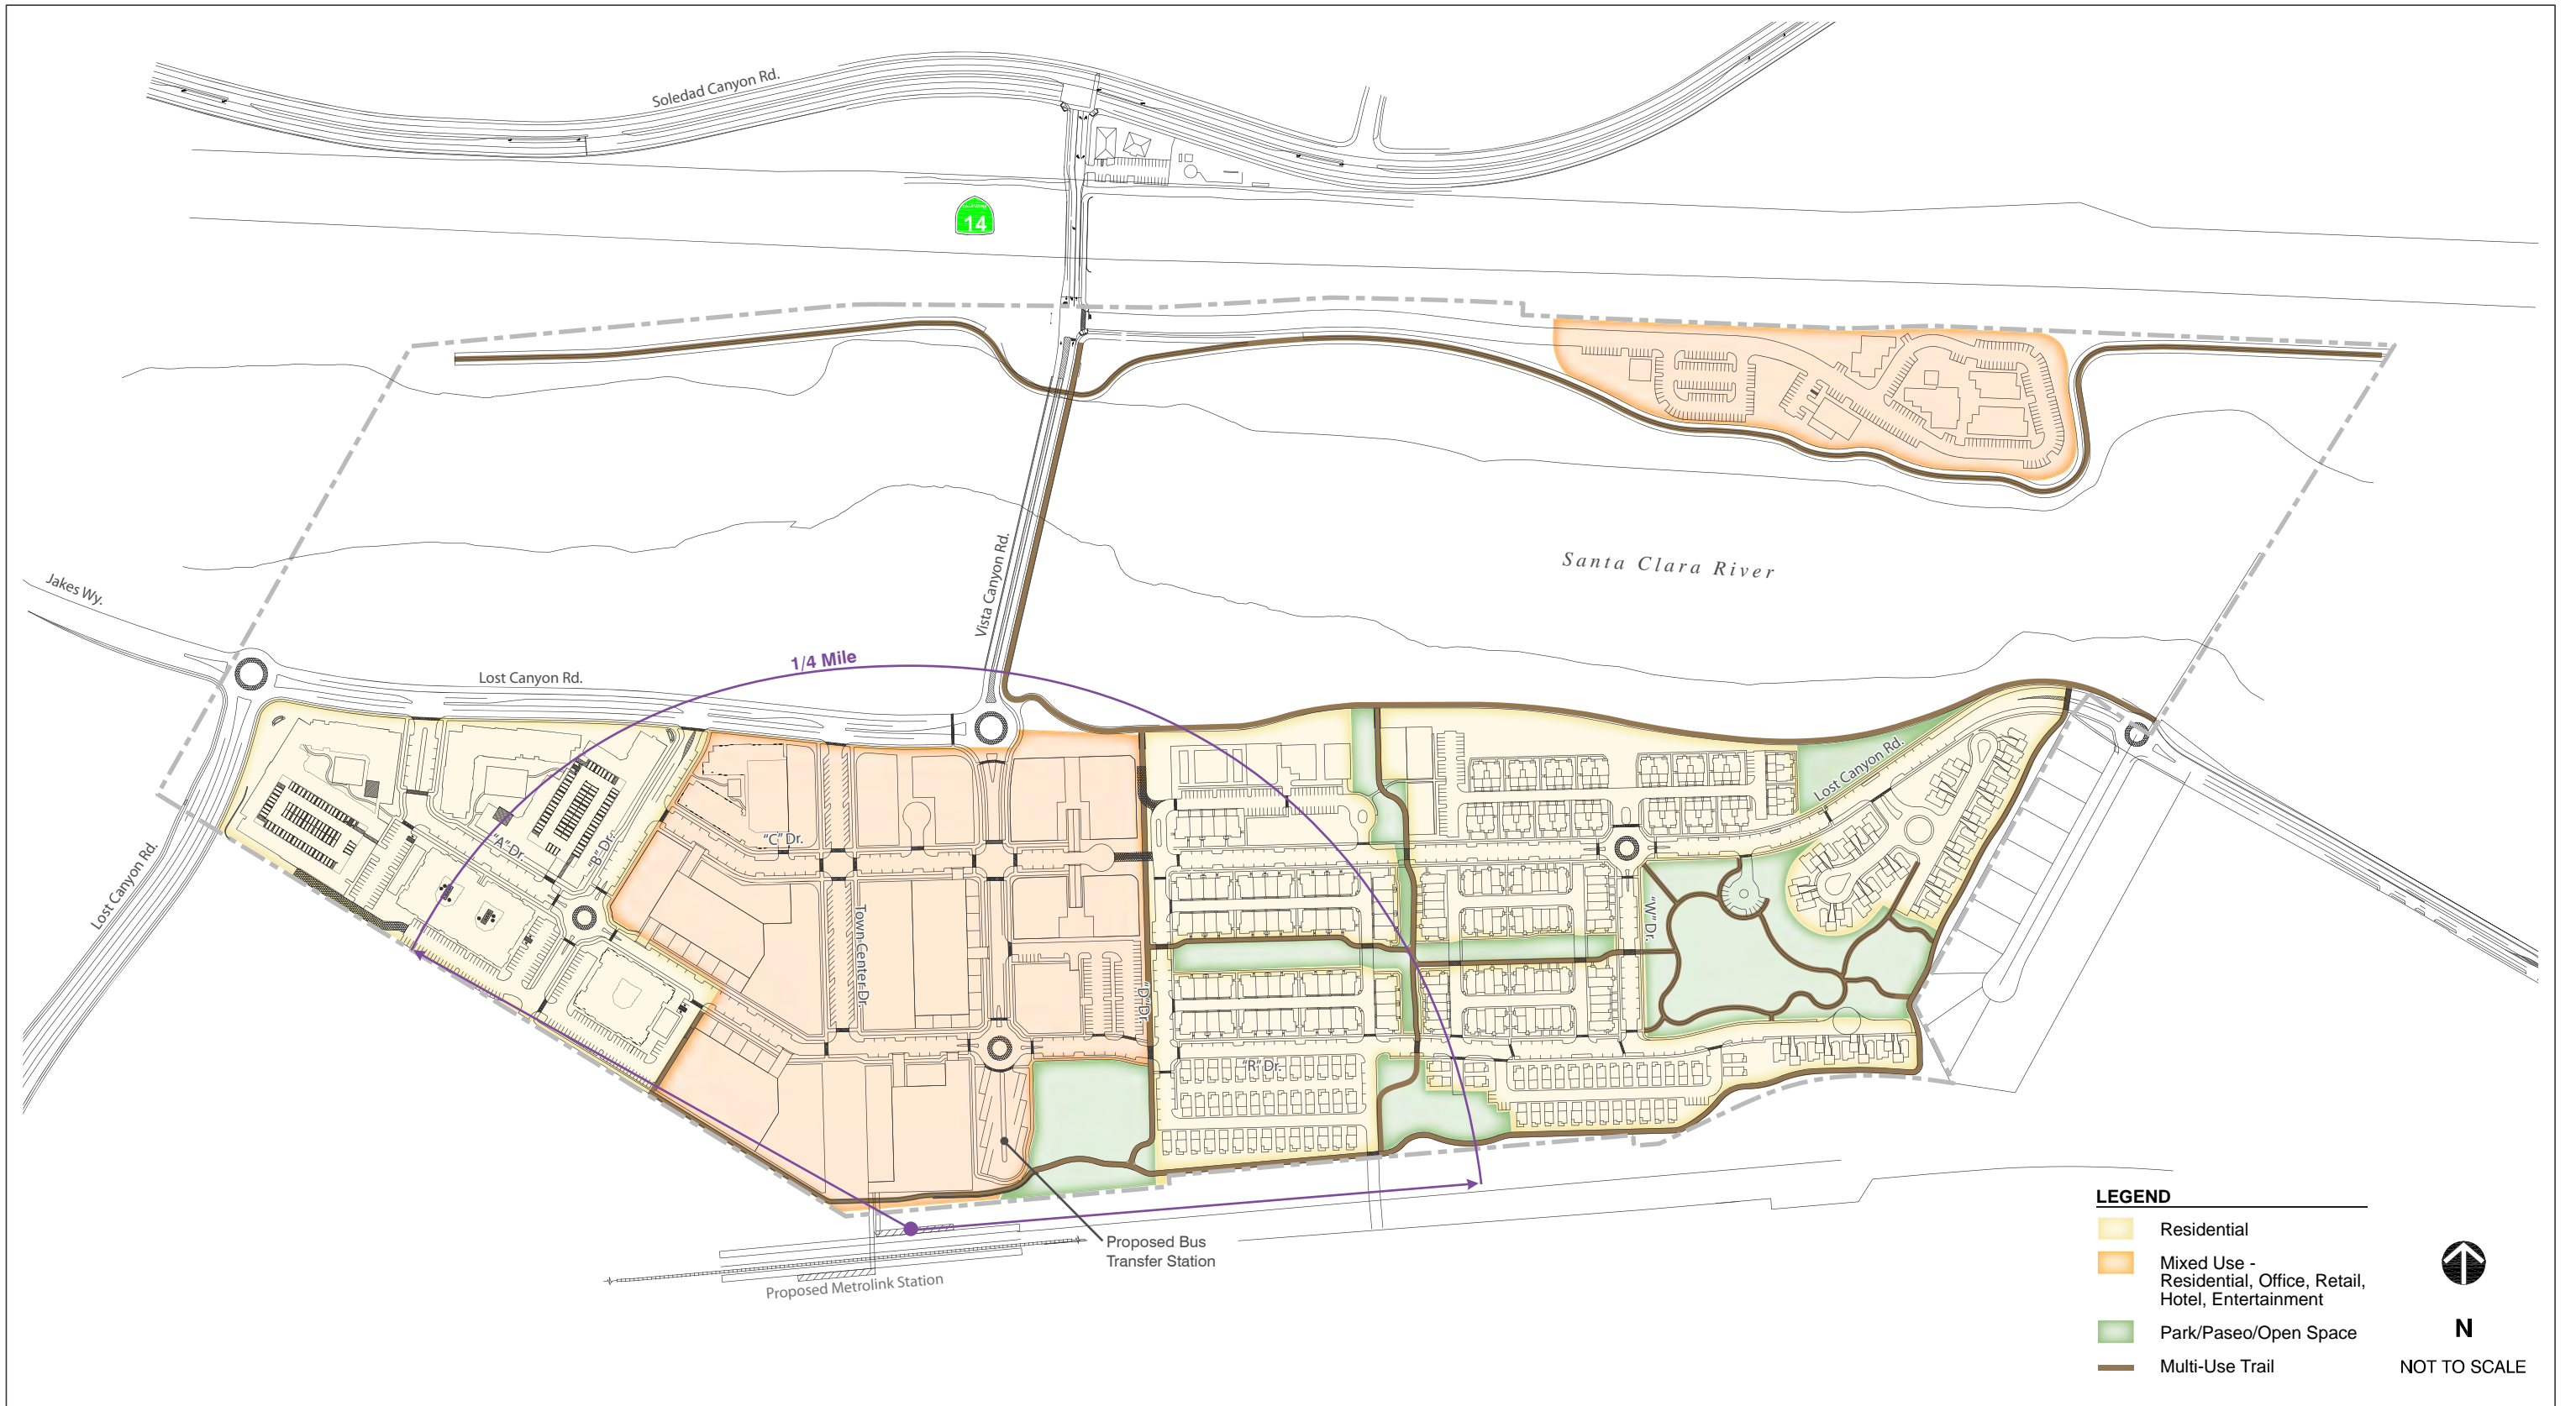 Soledad Canyon Rd.
14
Santa Clara River
Vista Canyon Rd.
Jakes Wy.
1/4 Mile
Lost Canyon Rd.
Lost Canyon Rd.
Lost Canyon Rd.
"A" Dr.
"B" Dr.
"C" Dr.
Town Center Dr.
"D" Dr.
"W" Dr.
"R" Dr.
Proposed Bus
Transfer Station
Proposed Metrolink Station
LEGEND
Residential
Mixed Use -
Residential, Office, Retail,
Hotel, Entertainment
Park/Paseo/Open Space
Multi-Use Trail
N
NOT TO SCALE